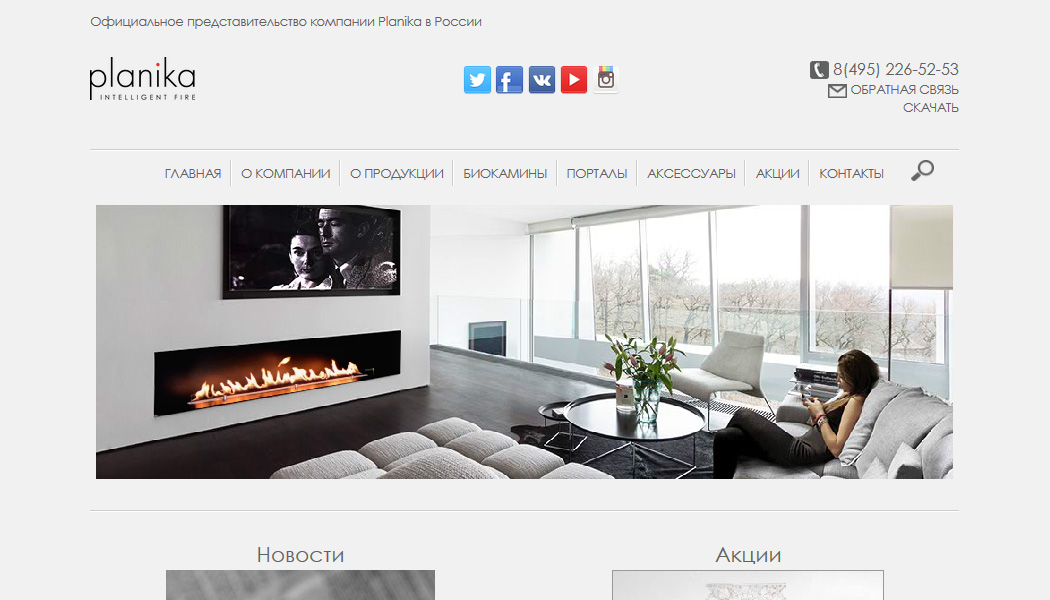 Официальное представительство компании Planika в России
planika
INTELLIGENT FIRE
8(495) 226-52-53
ОБРАТНАЯ СВЯЗЬ
СКАЧАТЬ
ГЛАВНАЯ О КОМПАНИИ О ПРОДУКЦИИ БИОКАМИНЫ ПОРТАЛЫ АКСЕССУАРЫ АКЦИИ КОНТАКТЫ
Новости Акции